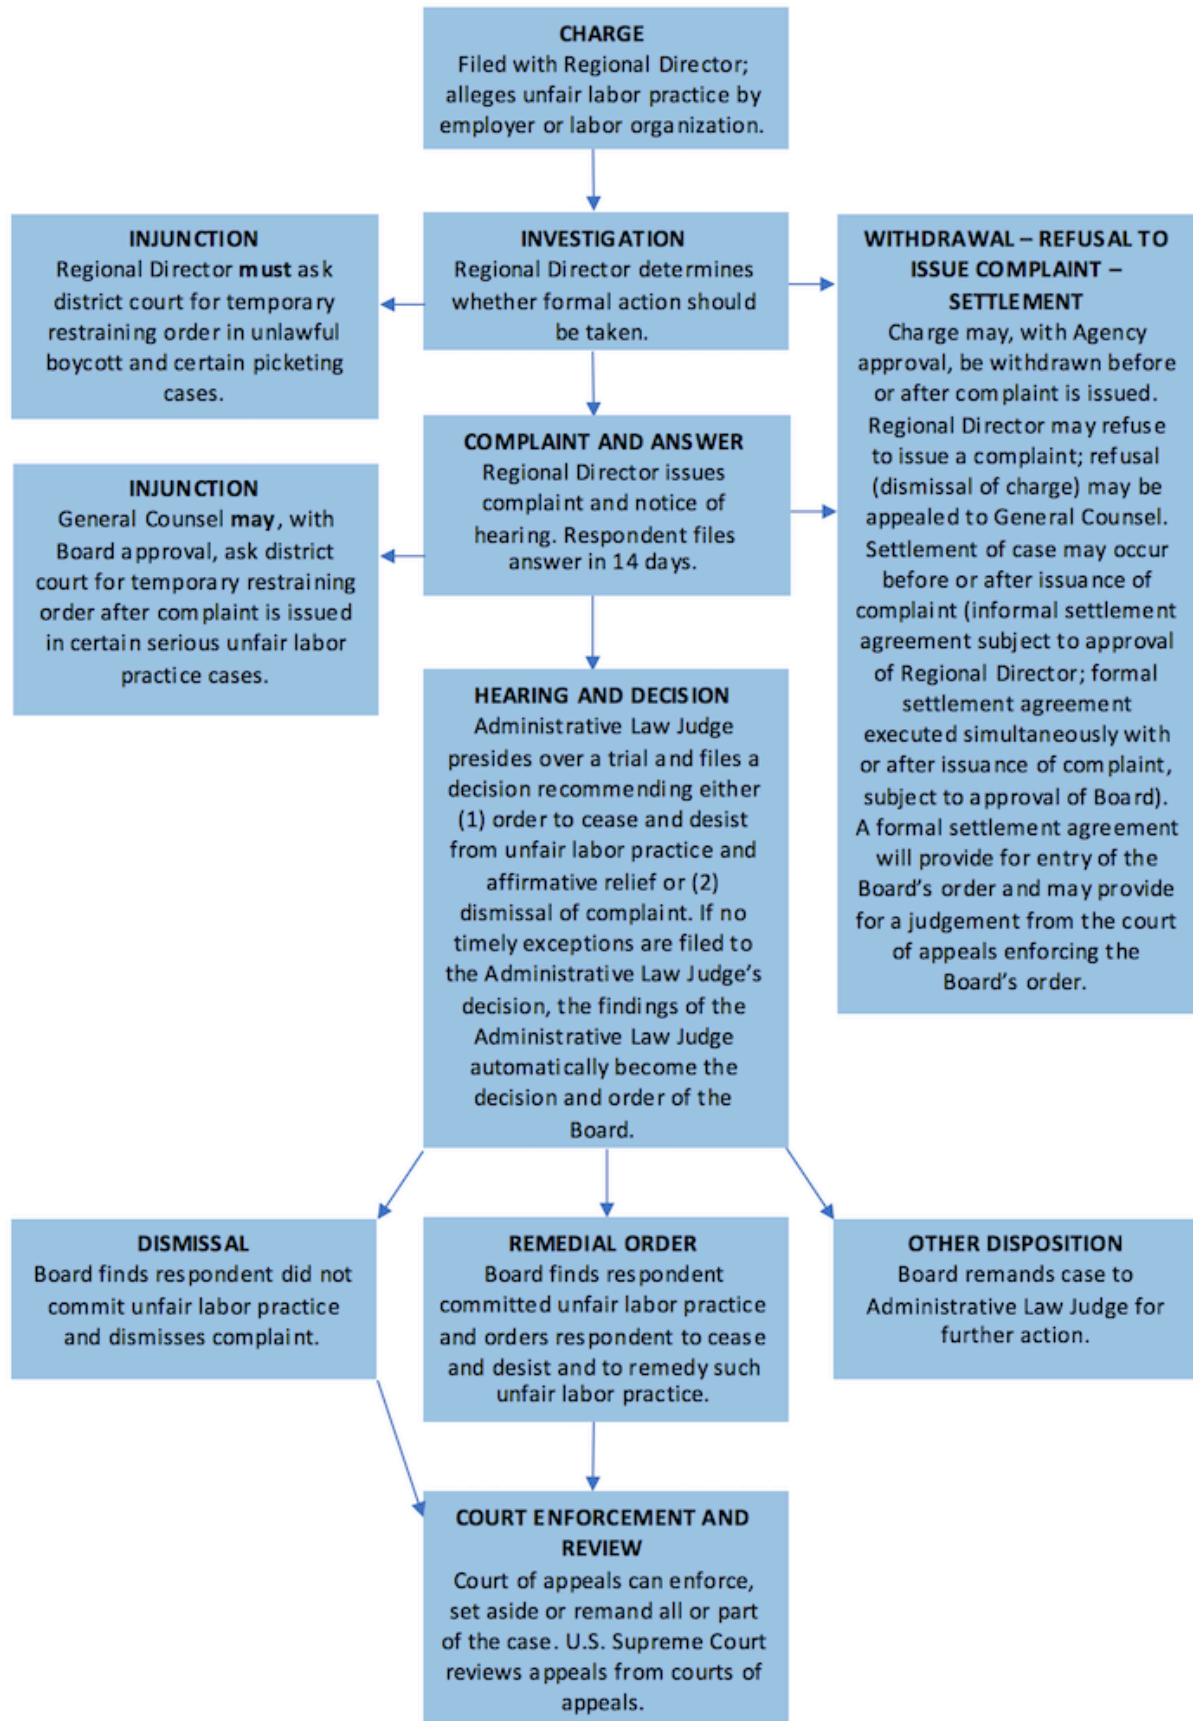 CHARGE
Filed with Regional Director;
alleges unfair labor practice by
employer or labor organization.
INJUNCTION
Regional Director must ask
district court for temporary
restraining order in unlawful
boycott and certain picketing
cases.
INVESTIGATION
Regional Director determines
whether formal action should
be taken.
WITHDRAWAL – REFUSAL TO
ISSUE COMPLAINT –
SETTLEMENT
Charge may, with Agency
approval, be withdrawn before
or after complaint is issued.
Regional Director may refuse
to issue a complaint; refusal
(dismissal of charge) may be
appealed to General Counsel.
Settlement of case may occur
before or after issuance of
complaint (informal settlement
agreement subject to approval
of Regional Director; formal
settlement agreement
executed simultaneously with
or after issuance of complaint,
subject to approval of Board).
A formal settlement agreement
will provide for entry of the
Board’s order and may provide
for a judgement from the court
of appeals enforcing the
Board’s order.
INJUNCTION
General Counsel may, with
Board approval, ask district
court for temporary restraining
order after complaint is issued
in certain serious unfair labor
practice cases.
COMPLAINT AND ANSWER
Regional Director issues
complaint and notice of
hearing. Respondent files
answer in 14 days.
HEARING AND DECISION
Administrative Law Judge
presides over a trial and files a
decision recommending either
(1) order to cease and desist
from unfair labor practice and
affirmative relief or (2)
dismissal of complaint. If no
timely exceptions are filed to
the Administrative Law Judge’s
decision, the findings of the
Administrative Law Judge
automatically become the
decision and order of the
Board.
DISMISSAL
Board finds respondent did not
commit unfair labor practice
and dismisses complaint.
REMEDIAL ORDER
Board finds respondent
committed unfair labor practice
and orders respondent to cease
and desist and to remedy such
unfair labor practice.
OTHER DISPOSITION
Board remands case to
Administrative Law Judge for
further action.
COURT ENFORCEMENT AND
REVIEW
Court of appeals can enforce,
set aside or remand all or part
of the case. U.S. Supreme Court
reviews appeals from courts of
appeals.